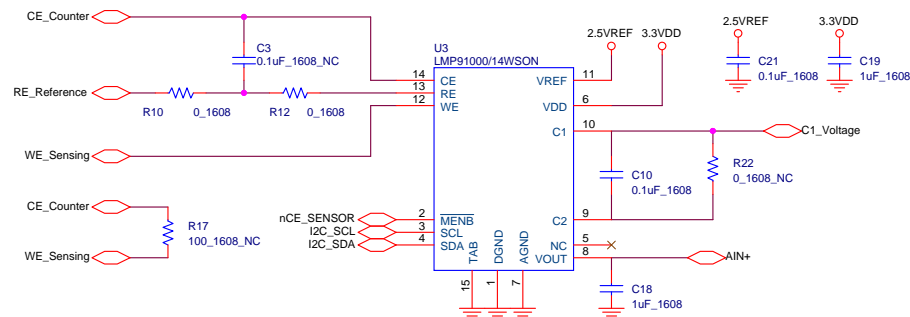 CE_Counter
C3
0.1uF_1608_NC
RE_Reference
R10
0_1608
R12
0_1608
WE_Sensing
CE_Counter
R17
100_1608_NC
WE_Sensing
nCE_SENSOR
I2C_SCL
I2C_SDA
U3
LMP91000/14WSON
14
CE
13
RE
12
WE
2
MENB
3
SCL
4
SDA
TAB
DGND
AGND
15
1
7
VREF
11
VDD
6
C1
10
C2
9
NC
5
VOUT
8
2.5VREF
3.3VDD
C1_Voltage
C10
0.1uF_1608
R22
0_1608_NC
AIN+
C18
1uF_1608
2.5VREF
C21
0.1uF_1608
3.3VDD
C19
1uF_1608